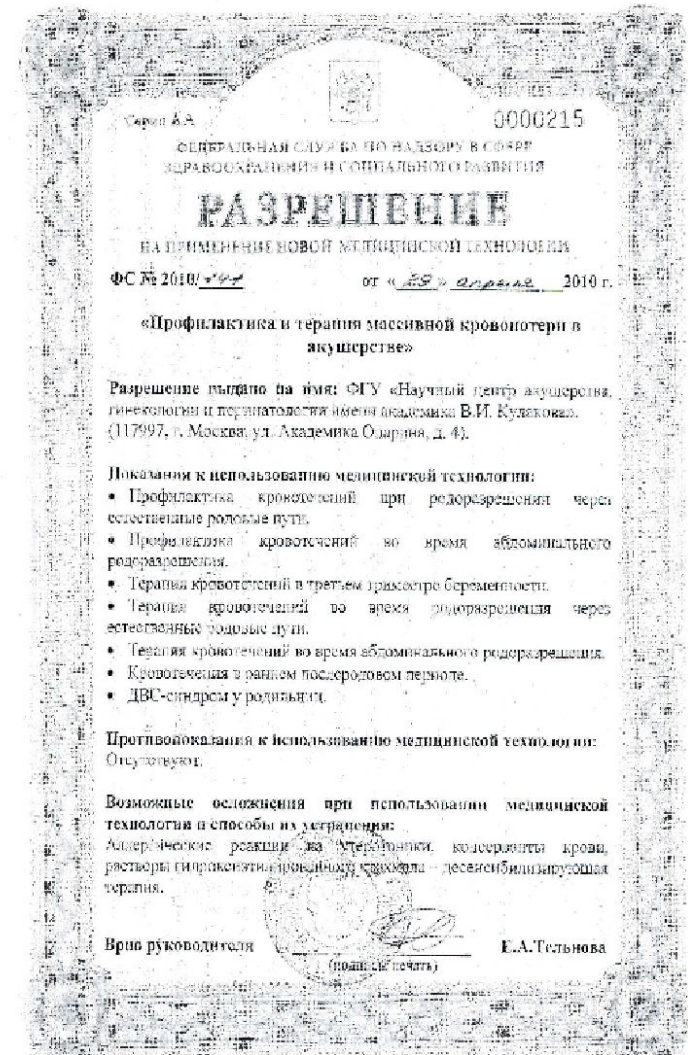 Серия АА 0000215
ФЕДЕРАЛЬНАЯ СЛУЖБА ПО НАДЗОРУ В СФЕРЕ
ЗДРАВООХРАНЕНИЯ И СОЦИАЛЬНОГО РАЗВИТИЯ
РАЗРЕШЕНИЕ
НА ПРИМЕНЕНИЕ НОВОЙ МЕДИЦИНСКОЙ ТЕХНОЛОГИИ
ФС № 2010/ от « 29 » апреля 2010 г.
«Профилактика и терапия массивной кровопотери в
акушерстве»
Разрешение выдано на имя: ФГУ «Научный центр акушерства,
гинекологии и перинатологии имени академика В.И. Кулакова».
(117997, г. Москва, ул. Академика Опарина, д. 4).
Показания к использованию медицинской технологии:
• Профилактика кровотечений при родоразрешении через
естественные родовые пути.
• Профилактика кровотечений во время абдоминального
родоразрешения.
• Терапия кровотечений в третьем триместре беременности.
• Терапия кровотечений во время родоразрешения через
естественные родовые пути.
• Терапия кровотечений во время абдоминального родоразрешения.
• Кровотечения в раннем послеродовом периоде.
• ДВС-синдром у родильниц.
Противопоказания к использованию медицинской технологии:
Отсутствуют.
Возможные осложнения при использовании медицинской
технологии и способы их устранения:
Аллергические реакции на утеротоники, консерванты крови,
растворы гидроксиэтилированного крахмала – десенсибилизирующая
терапия.
Врио руководителя Е.А.Тельнова
(подпись, печать)